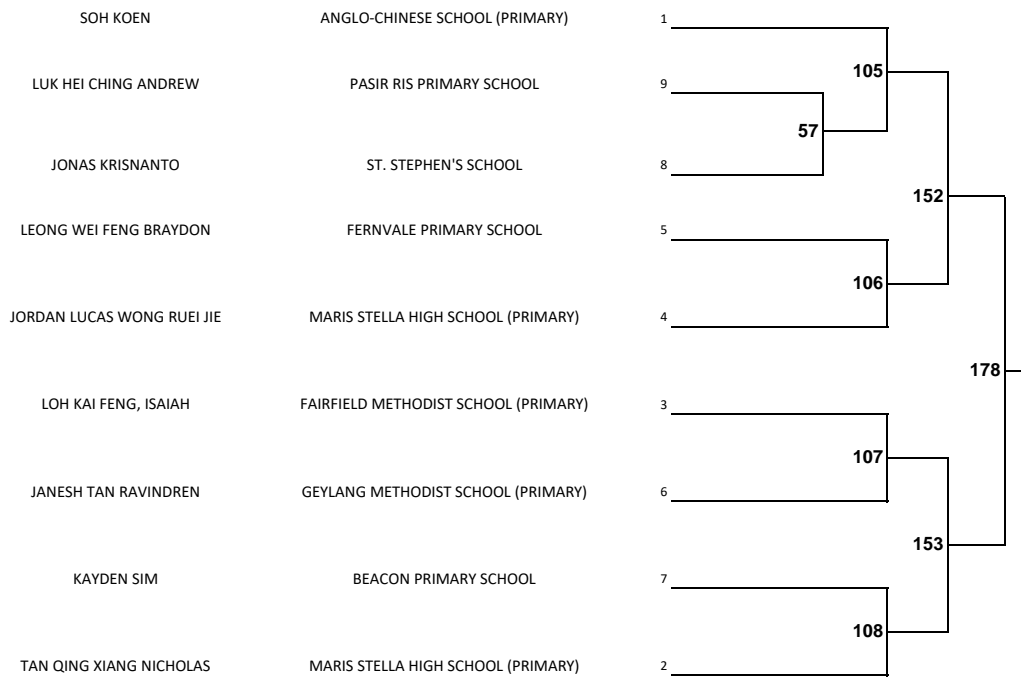 SOH KOEN ANGLO-CHINESE SCHOOL (PRIMARY) 1
105
LUK HEI CHING ANDREW PASIR RIS PRIMARY SCHOOL 9
57
JONAS KRISNANTO ST. STEPHEN'S SCHOOL 8
152
LEONG WEI FENG BRAYDON FERNVALE PRIMARY SCHOOL 5
106
JORDAN LUCAS WONG RUEI JIE MARIS STELLA HIGH SCHOOL (PRIMARY) 4
178
LOH KAI FENG, ISAIAH FAIRFIELD METHODIST SCHOOL (PRIMARY) 3
107
JANESH TAN RAVINDREN GEYLANG METHODIST SCHOOL (PRIMARY) 6
153
KAYDEN SIM BEACON PRIMARY SCHOOL 7
108
TAN QING XIANG NICHOLAS MARIS STELLA HIGH SCHOOL (PRIMARY) 2